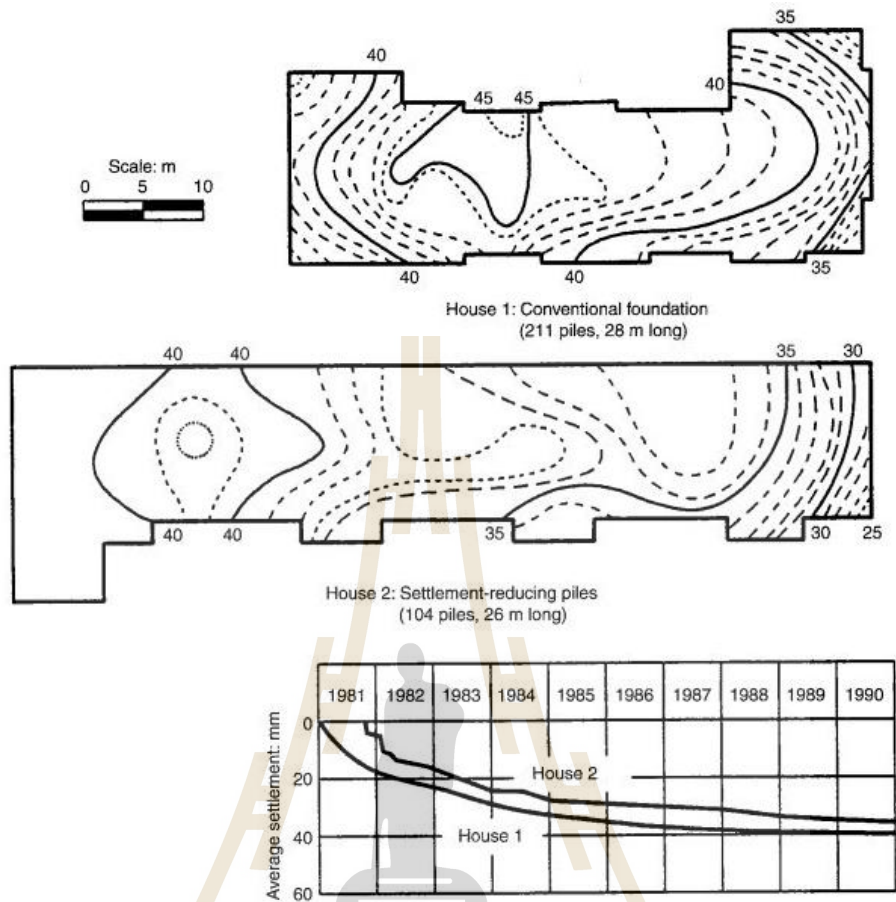 35
40
40
45 45
Scale: m
0 5 10
40
40
35
House 1: Conventional foundation
(211 piles, 28 m long)
40 40
35 30
40 40
35
30 25
House 2: Settlement-reducing piles
(104 piles, 26 m long)
1981 1982 1983 1984 1985 1986 1987 1988 1989 1990
Average settlement: mm
0
20
40
60
House 2
House 1